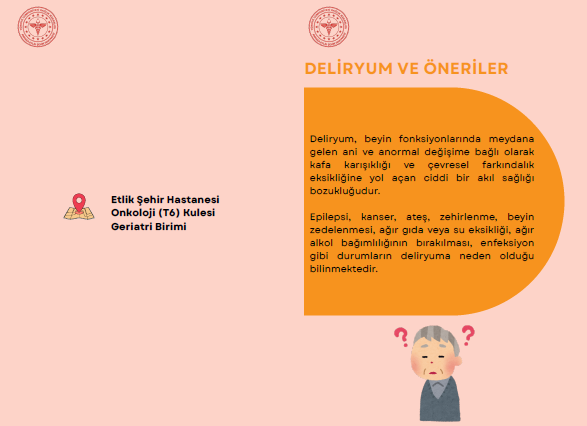 Etlik Şehir Hastanesi
Onkoloji (T6) Kulesi
Geriatri Birimi
DELİRYUM VE ÖNERİLER
Deliryum, beyin fonksiyonlarında meydana
gelen ani ve anormal değişime bağlı olarak
kafa karışıklığı ve çevresel farkındalık
eksikliğine yol açan ciddi bir akıl sağlığı
bozukluğudur.
Epilepsi, kanser, ateş, zehirlenme, beyin
zedelenmesi, ağır gıda veya su eksikliği, ağır
alkol bağımlılığının bırakılması, enfeksiyon
gibi durumların deliryuma neden olduğu
bilinmektedir.
? ?